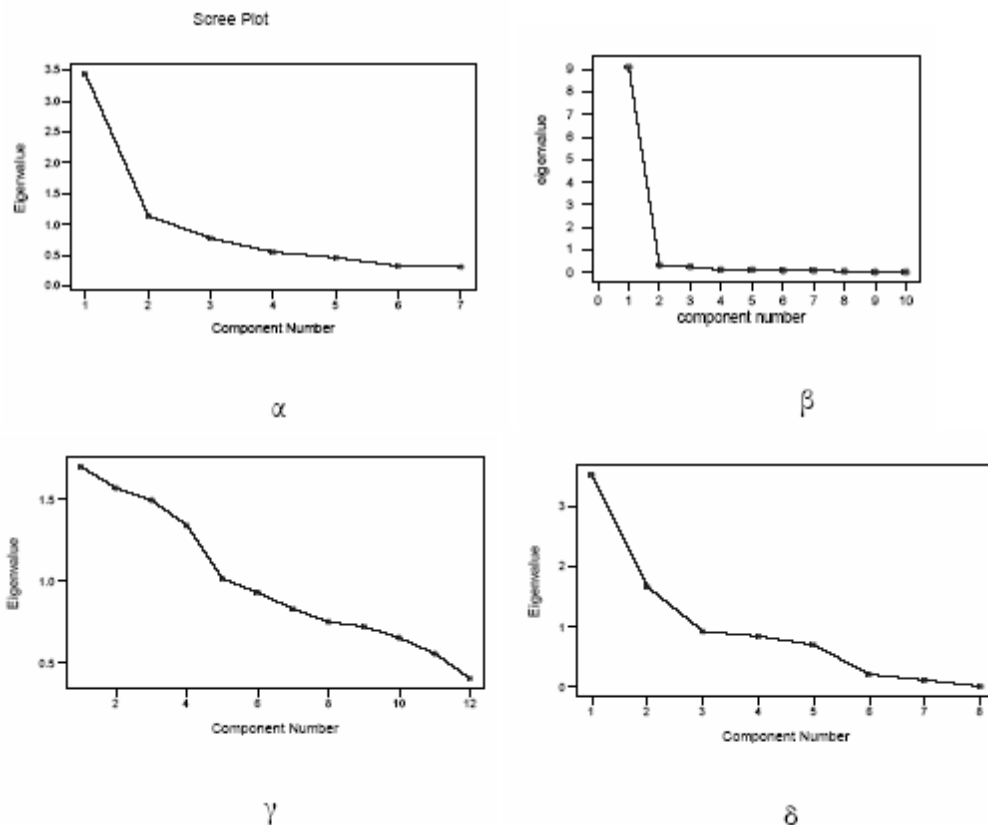 Scree Plot
Eigenvalue
3.5
3.0
2.5
2.0
1.5
1.0
0.5
0.0
1 2 3 4 5 6 7
Component Number
α
eigenvalue
9
8
7
6
5
4
3
2
1
0
0 1 2 3 4 5 6 7 8 9 10
component number
β
Eigenvalue
1.5
1.0
0.5
2 4 6 8 10 12
Component Number
γ
Eigenvalue
3
2
1
0
1 2 3 4 5 6 7 8
Component Number
δ